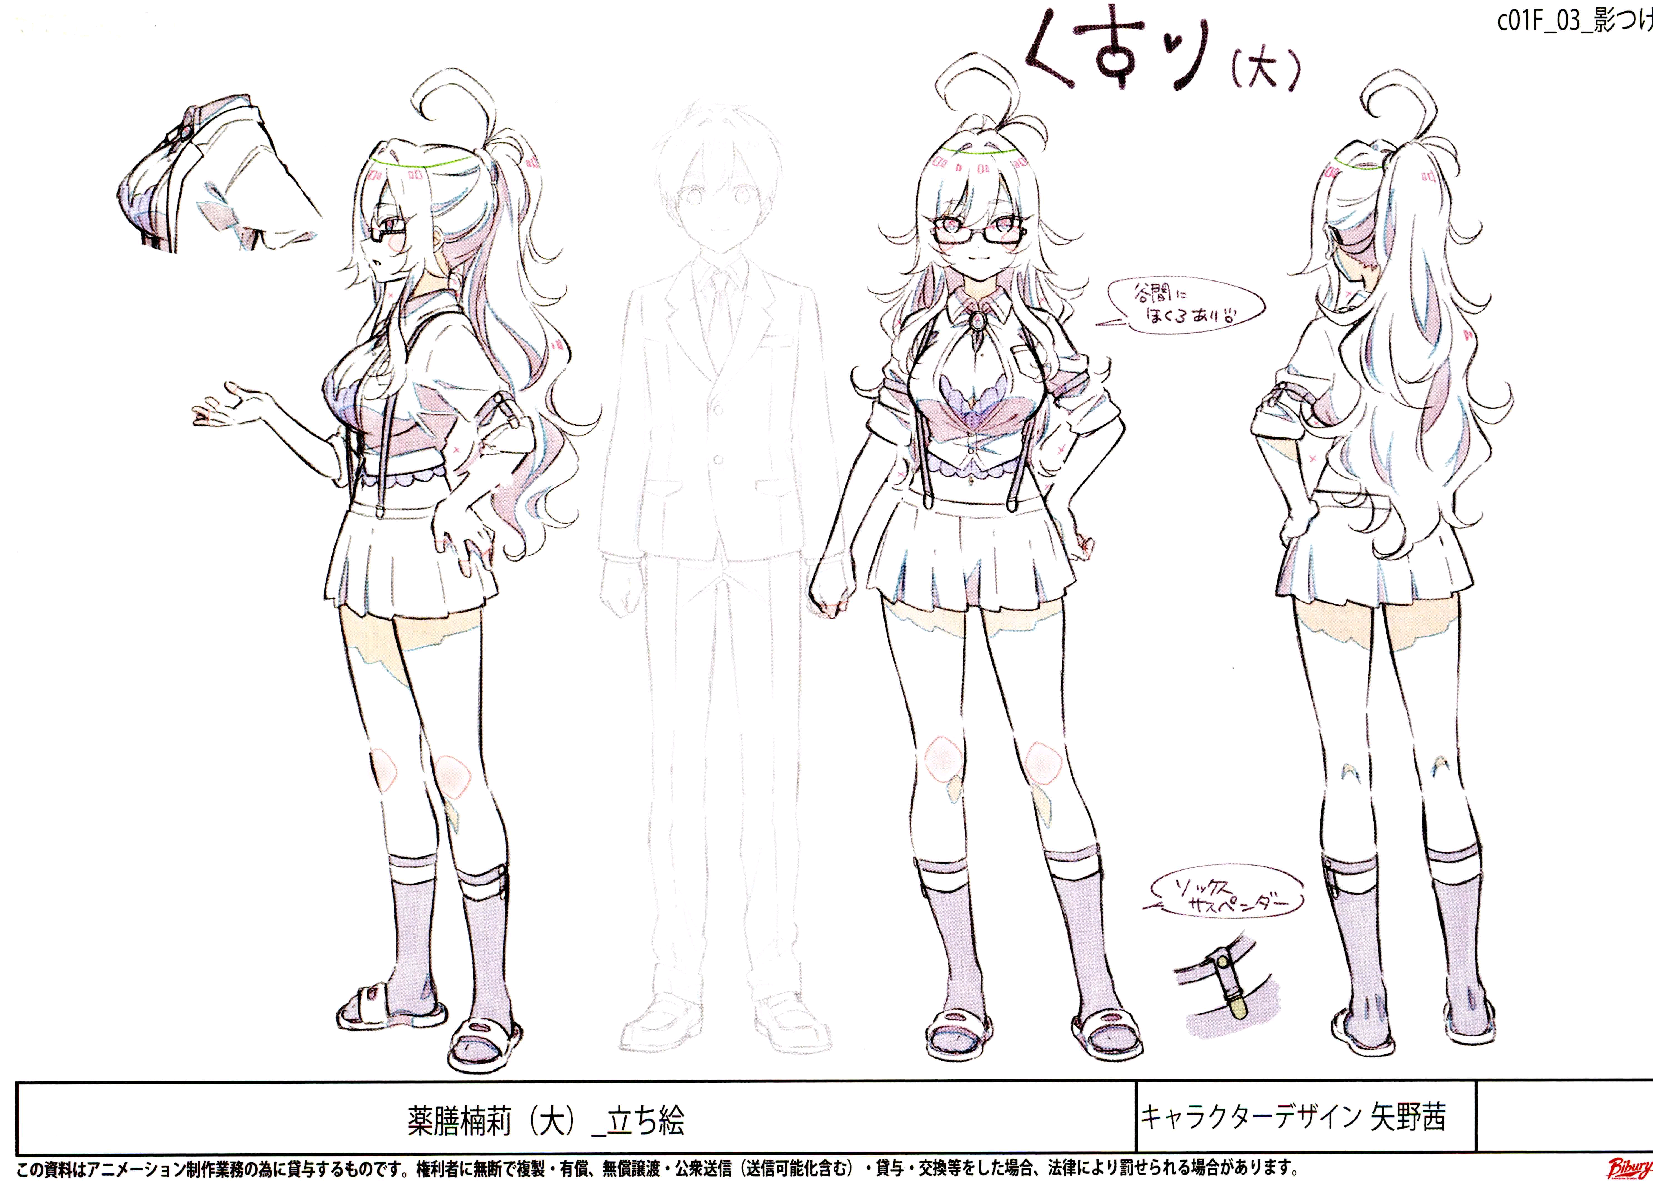 くすり(大)
c01F_03_影つけ
谷間に
ほくろあり
ソックス
サスペンダー
薬膳楠莉（大）_立ち絵
キャラクターデザイン 矢野茜
この資料はアニメーション制作業務の為に貸与するものです。権利者に無断で複製・有償、無償譲渡・公衆送信（送信可能化含む）・貸与・交換等をした場合、法律により罰せられる場合があります。
Bibury